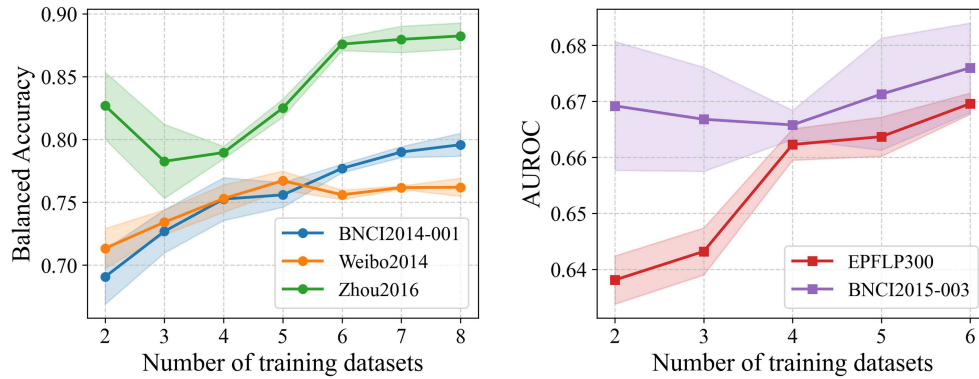 0.90
0.85
0.80
0.75
0.70
Balanced Accuracy
BNCI2014-001
Weibo2014
Zhou2016
2 3 4 5 6 7 8
Number of training datasets
0.68
0.67
0.66
0.65
0.64
AUROC
EPFLP300
BNCI2015-003
2 3 4 5 6
Number of training datasets